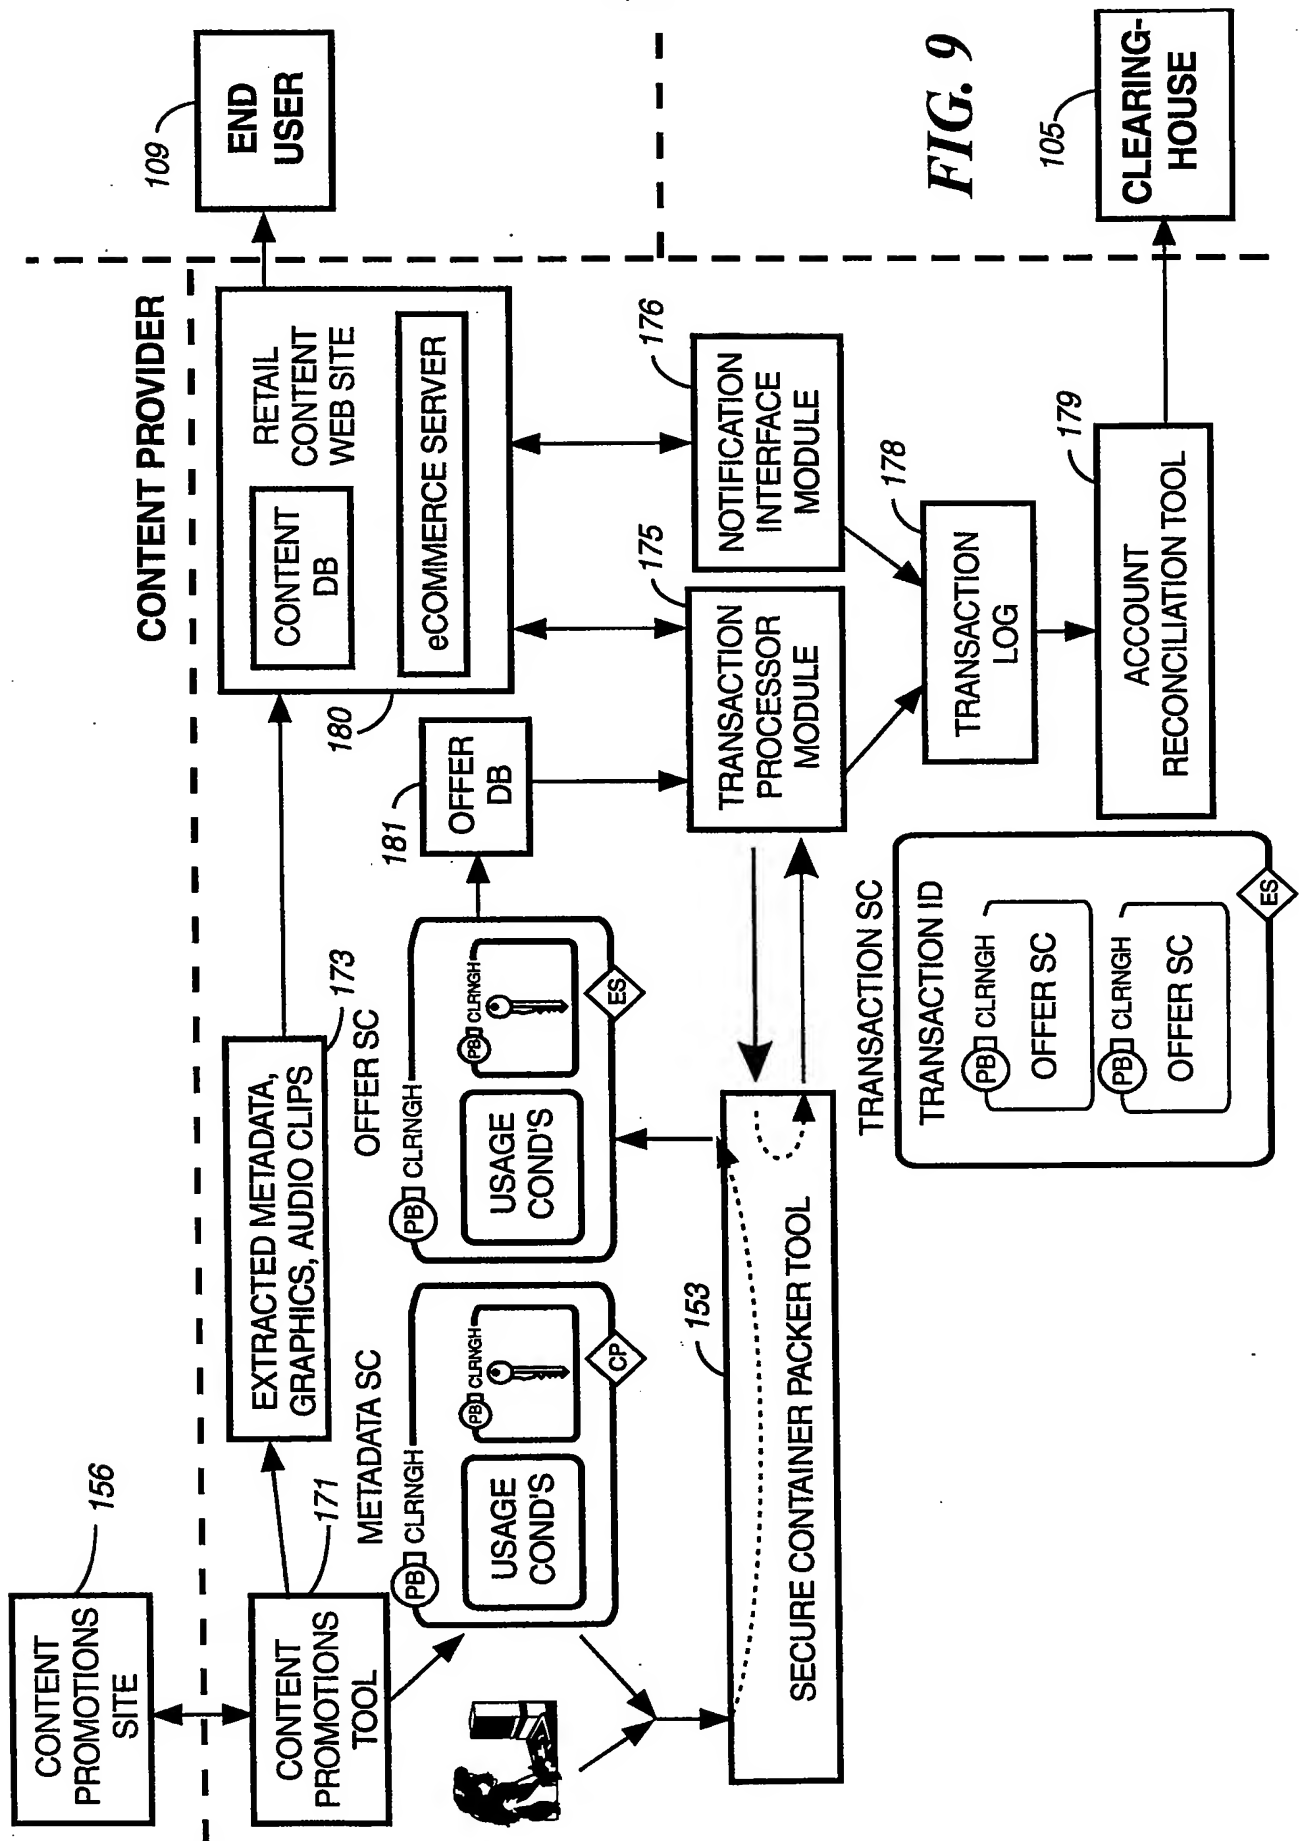 CONTENT
PROMOTIONS
SITE
156
CONTENT PROVIDER
CONTENT
PROMOTIONS
TOOL
171
EXTRACTED METADATA,
GRAPHICS, AUDIO CLIPS
173
RETAIL
CONTENT
WEB SITE
CONTENT
DB
eCOMMERCE SERVER
180
END
USER
109
METADATA SC
PB CLRNGH
USAGE
COND'S
PB CLRNGH
CP
OFFER SC
PB CLRNGH
USAGE
COND'S
PB CLRNGH
ES
OFFER
DB
181
SECURE CONTAINER PACKER TOOL
153
TRANSACTION
PROCESSOR
MODULE
175
NOTIFICATION
INTERFACE
MODULE
176
TRANSACTION SC
TRANSACTION ID
PB CLRNGH
OFFER SC
PB CLRNGH
OFFER SC
ES
TRANSACTION
LOG
178
ACCOUNT
RECONCILIATION TOOL
179
CLEARING-
HOUSE
105
FIG. 9